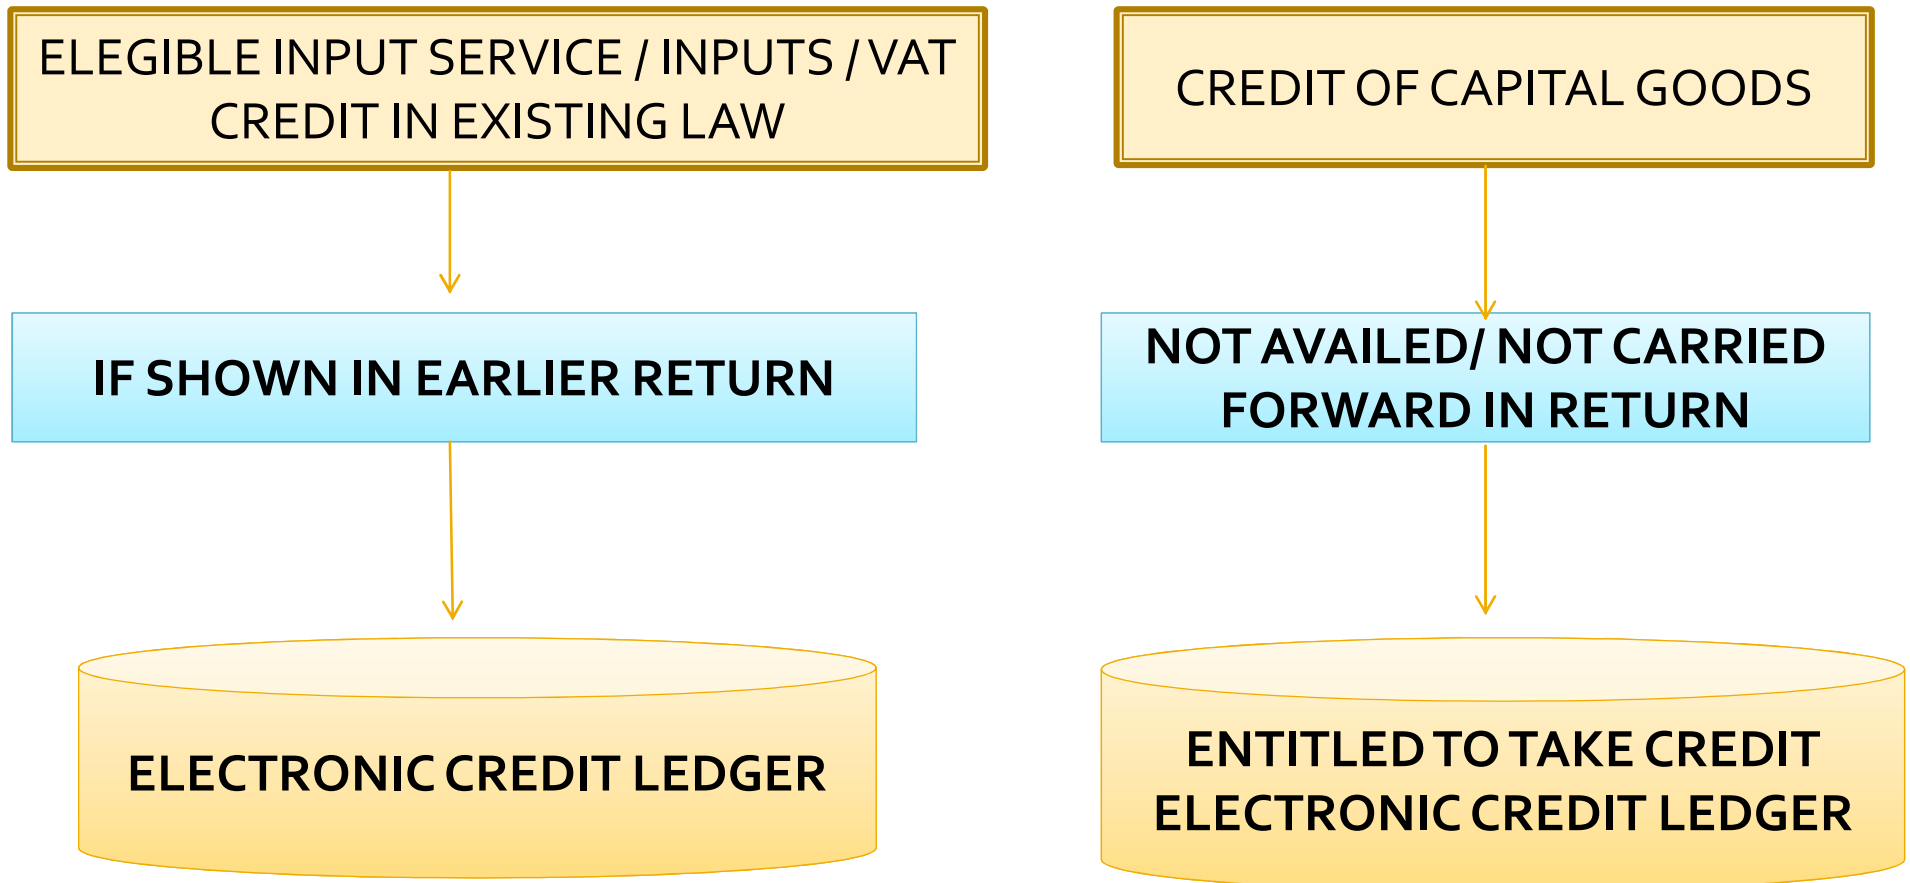 ELEGIBLE INPUT SERVICE / INPUTS / VAT
CREDIT IN EXISTING LAW
IF SHOWN IN EARLIER RETURN
ELECTRONIC CREDIT LEDGER
CREDIT OF CAPITAL GOODS
NOT AVAILED/ NOT CARRIED
FORWARD IN RETURN
ENTITLED TO TAKE CREDIT
ELECTRONIC CREDIT LEDGER